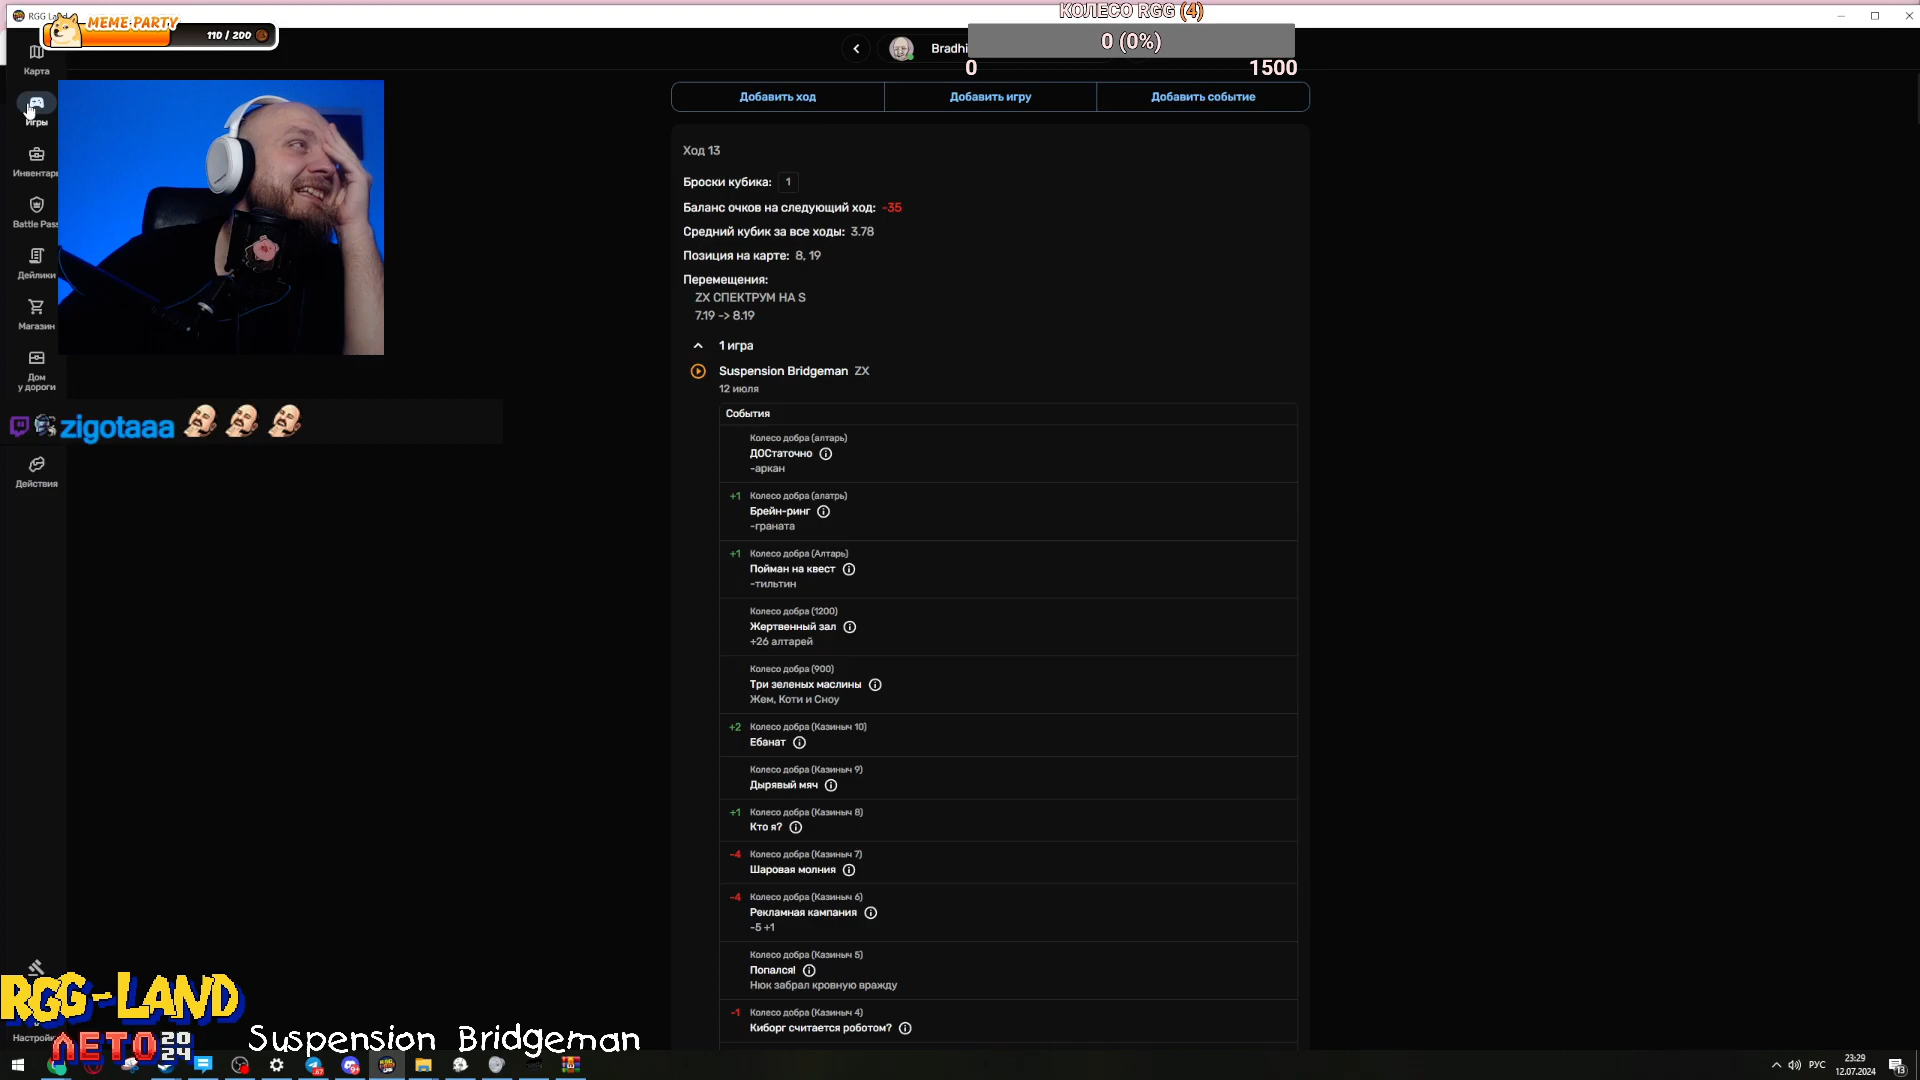 RGG Land
MEME PARTY
110 / 200
КОЛЕСО RGG (4)
0 (0%)
0
1500
Bradhi
Карта
Игры
Инвентарь
Battle Pass
Дейлики
Магазин
Дом
у дороги
zigotaaa
Действия
Добавить ход
Добавить игру
Добавить событие
Ход 13
Броски кубика: 1
Баланс очков на следующий ход: -35
Средний кубик за все ходы: 3.78
Позиция на карте: 8, 19
Перемещения:
ZX СПЕКТРУМ НА S
7.19 -> 8.19
1 игра
Suspension Bridgeman ZX
12 июля
События
Колесо добра (алтарь)
ДОСтаточно
-аркан
+1 Колесо добра (алатрь)
Брейн-ринг
-граната
+1 Колесо добра (Алтарь)
Пойман на квест
-тильтин
Колесо добра (1200)
Жертвенный зал
+26 алтарей
Колесо добра (900)
Три зеленых маслины
Жем, Коти и Сноу
+2 Колесо добра (Казиныч 10)
Ебанат
Колесо добра (Казиныч 9)
Дырявый мяч
+1 Колесо добра (Казиныч 8)
Кто я?
-4 Колесо добра (Казиныч 7)
Шаровая молния
-4 Колесо добра (Казиныч 6)
Рекламная кампания
-5 +1
Колесо добра (Казиныч 5)
Попался!
Нюк забрал кровную вражду
-1 Колесо добра (Казиныч 4)
Киборг считается роботом?
RGG-LAND
ЛЕТО 2024
Настройки
Suspension Bridgeman
РУС
23:29
12.07.2024
13